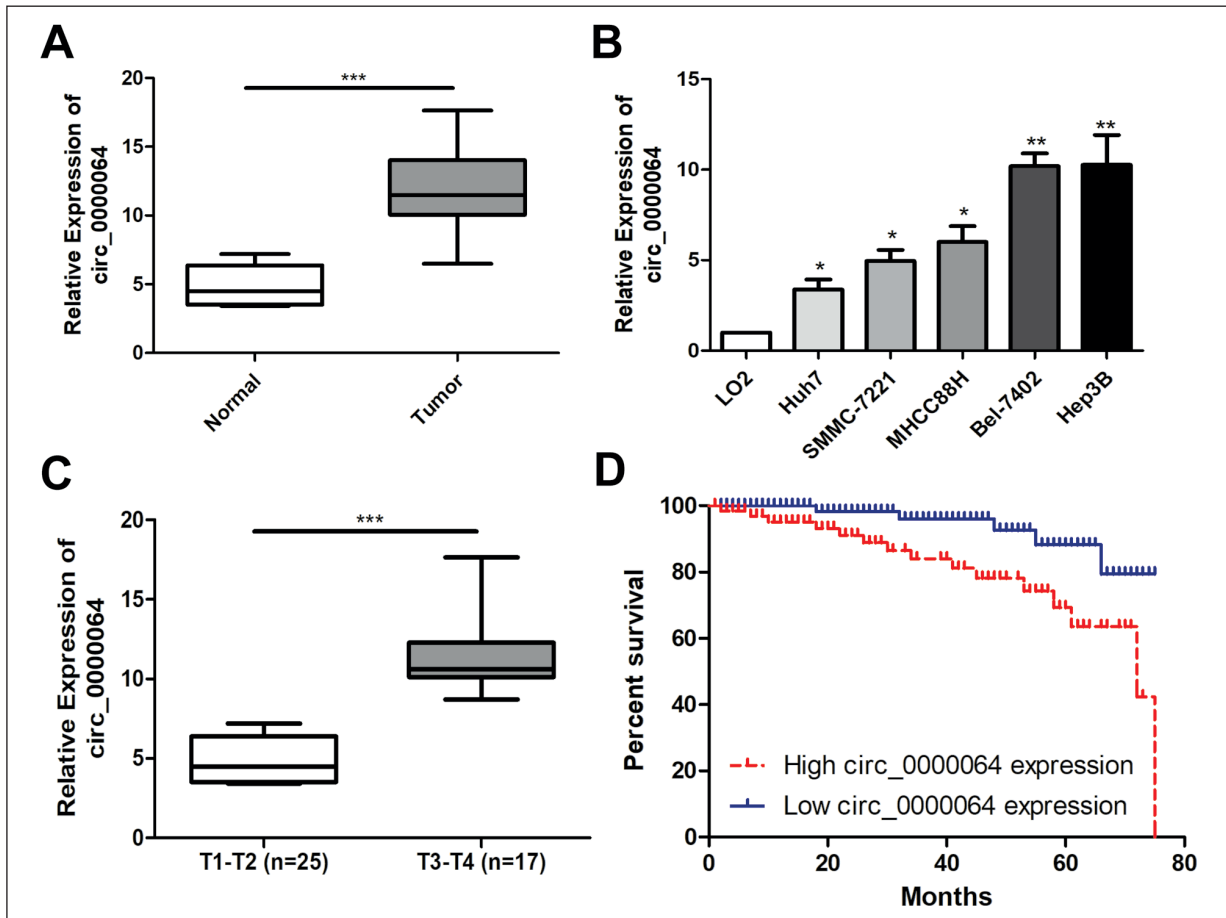 A
Relative Expression of
circ_0000064
20
15
10
5
0
***
Normal
Tumor
B
Relative Expression of
circ_0000064
15
10
5
0
*
*
*
**
**
LO2
Huh7
SMMC-7221
MHCC88H
Bel-7402
Hep3B
C
Relative Expression of
circ_0000064
20
15
10
5
0
***
T1-T2 (n=25)
T3-T4 (n=17)
D
Percent survival
100
80
60
40
20
0
High circ_0000064 expression
Low circ_0000064 expression
0
20
40
60
80
Months